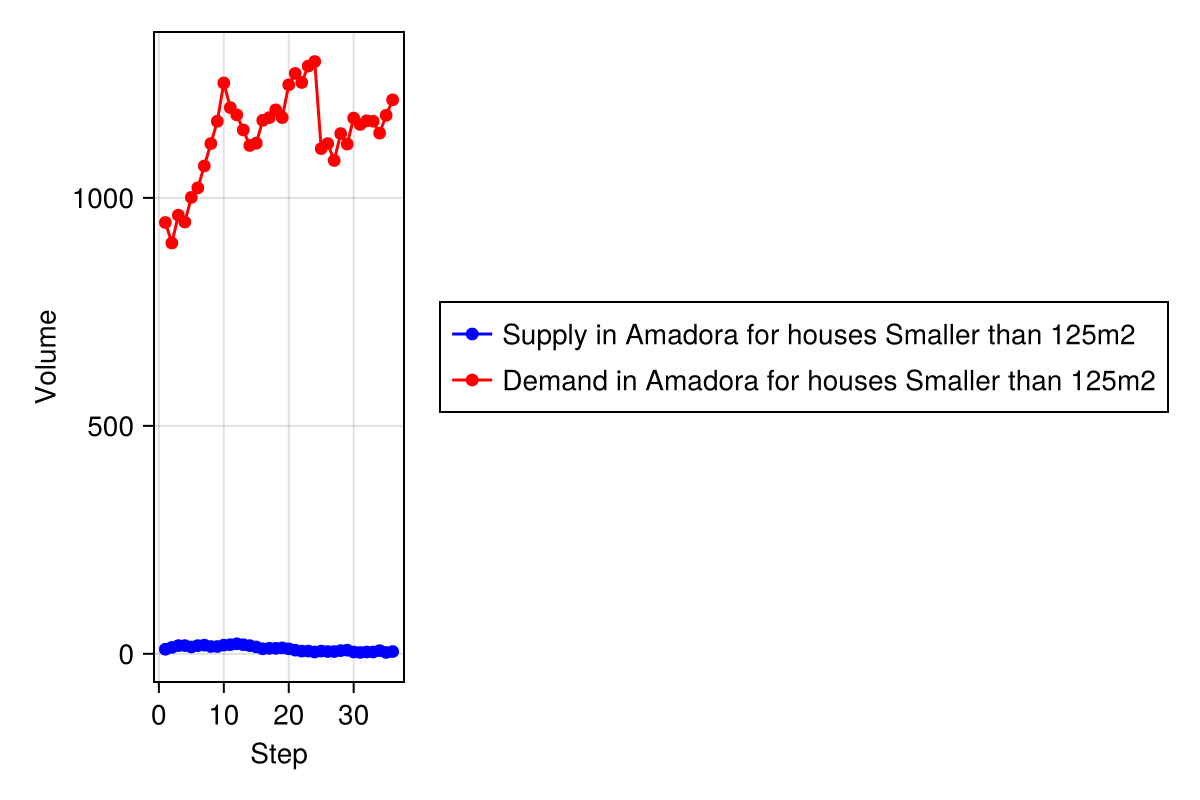 1000
500
0
0 10 20 30
Volume
Step
Supply in Amadora for houses Smaller than 125m2
Demand in Amadora for houses Smaller than 125m2